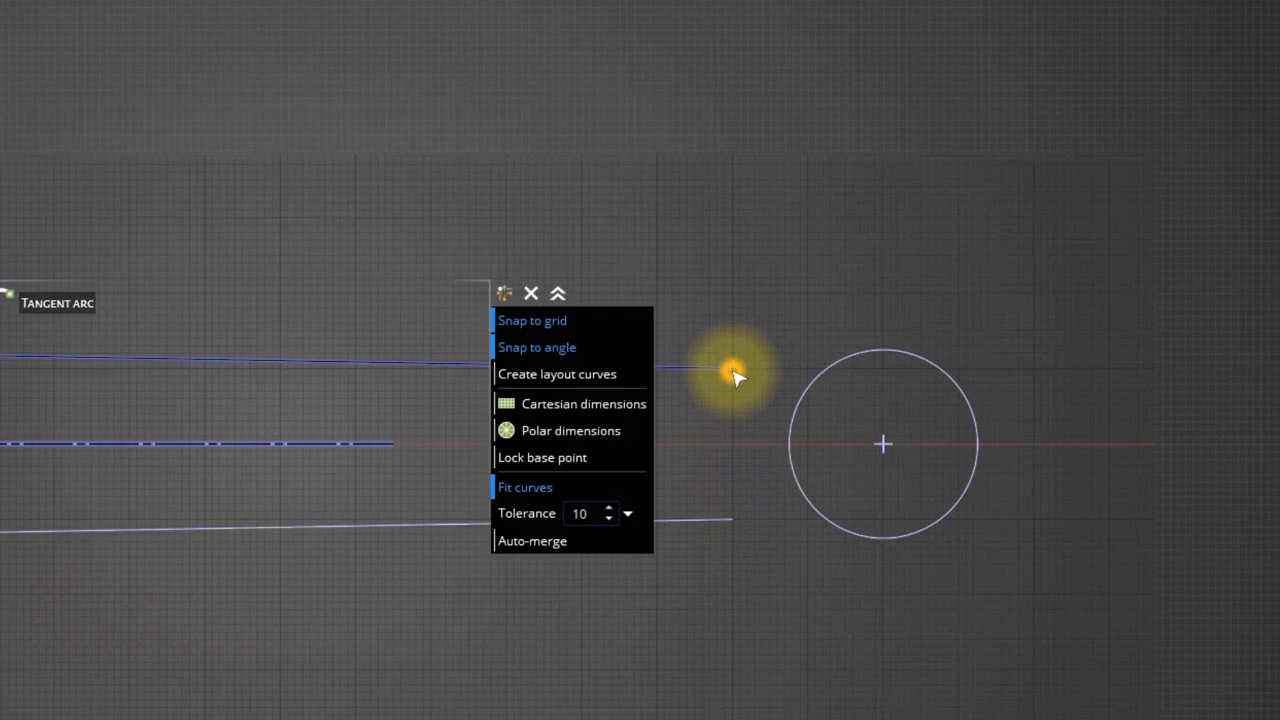 TANGENT ARC
Snap to grid
Snap to angle
Create layout curves
Cartesian dimensions
Polar dimensions
Lock base point
Fit curves
Tolerance 10
Auto-merge